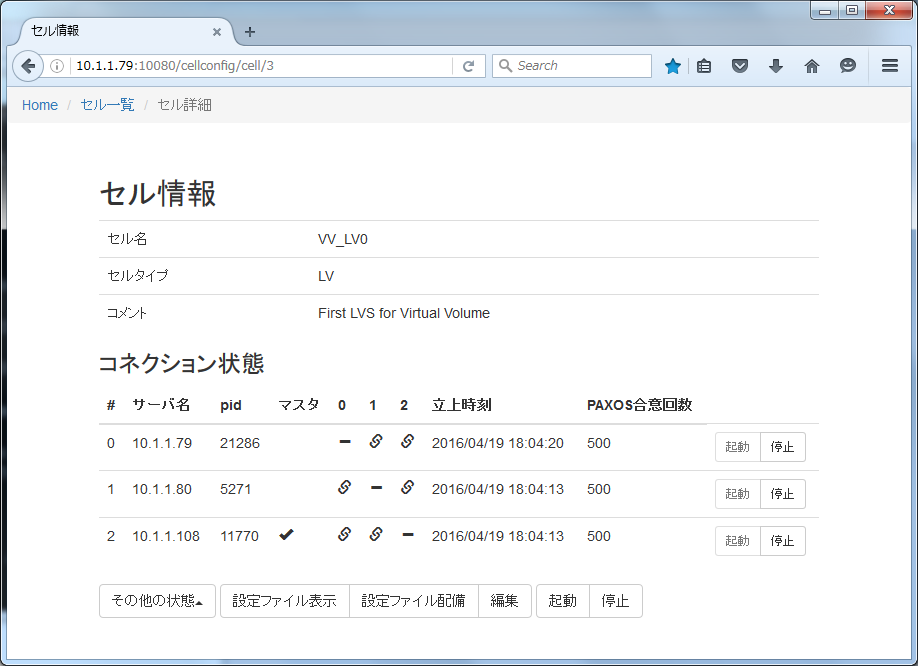 セル情報
10.1.1.79:10080/cellconfig/cell/3
Search
Home / セル一覧 / セル詳細
セル情報
セル名 VV_LV0
セルタイプ LV
コメント First LVS for Virtual Volume
コネクション状態
# サーバ名 pid マスタ 0 1 2 立上時刻 PAXOS合意回数
0 10.1.1.79 21286 2016/04/19 18:04:20 500 起動 停止
1 10.1.1.80 5271 2016/04/19 18:04:13 500 起動 停止
2 10.1.1.108 11770 2016/04/19 18:04:13 500 起動 停止
その他の状態 設定ファイル表示 設定ファイル配備 編集 起動 停止